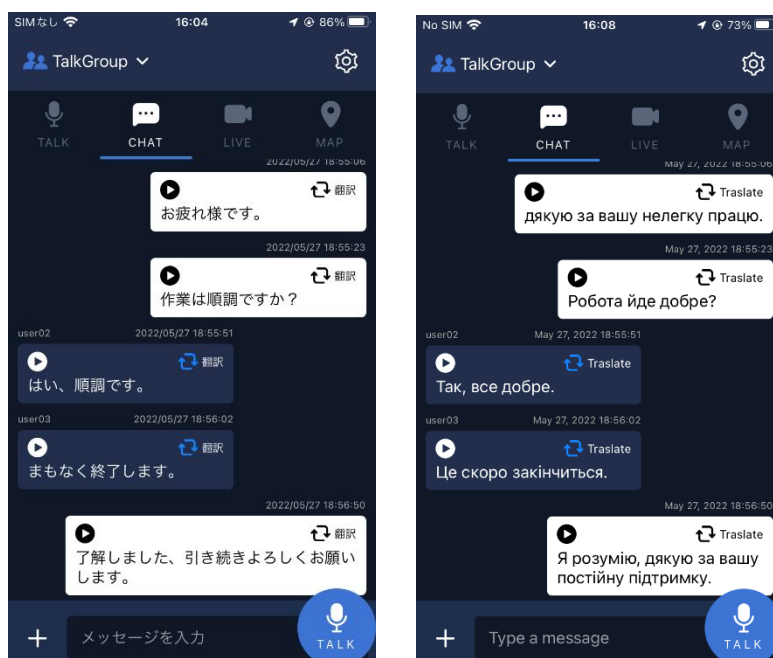 SIMなし 16:04 86%
TalkGroup
TALK CHAT LIVE MAP
2022/05/27 18:55:06
翻訳
お疲れ様です。
2022/05/27 18:55:23
翻訳
作業は順調ですか？
user02 2022/05/27 18:55:51
翻訳
はい、順調です。
user03 2022/05/27 18:56:02
翻訳
まもなく終了します。
2022/05/27 18:56:50
翻訳
了解しました、引き続きよろしくお願い
します。
メッセージを入力
TALK
No SIM 16:08 73%
TalkGroup
TALK CHAT LIVE MAP
May 27, 2022 18:55:06
Traslate
дякую за вашу нелегку працю.
May 27, 2022 18:55:23
Traslate
Робота йде добре?
user02 May 27, 2022 18:55:51
Traslate
Так, все добре.
user03 May 27, 2022 18:56:02
Traslate
Це скоро закінчиться.
May 27, 2022 18:56:50
Traslate
Я розумію, дякую за вашу
постійну підтримку.
Type a message
TALK